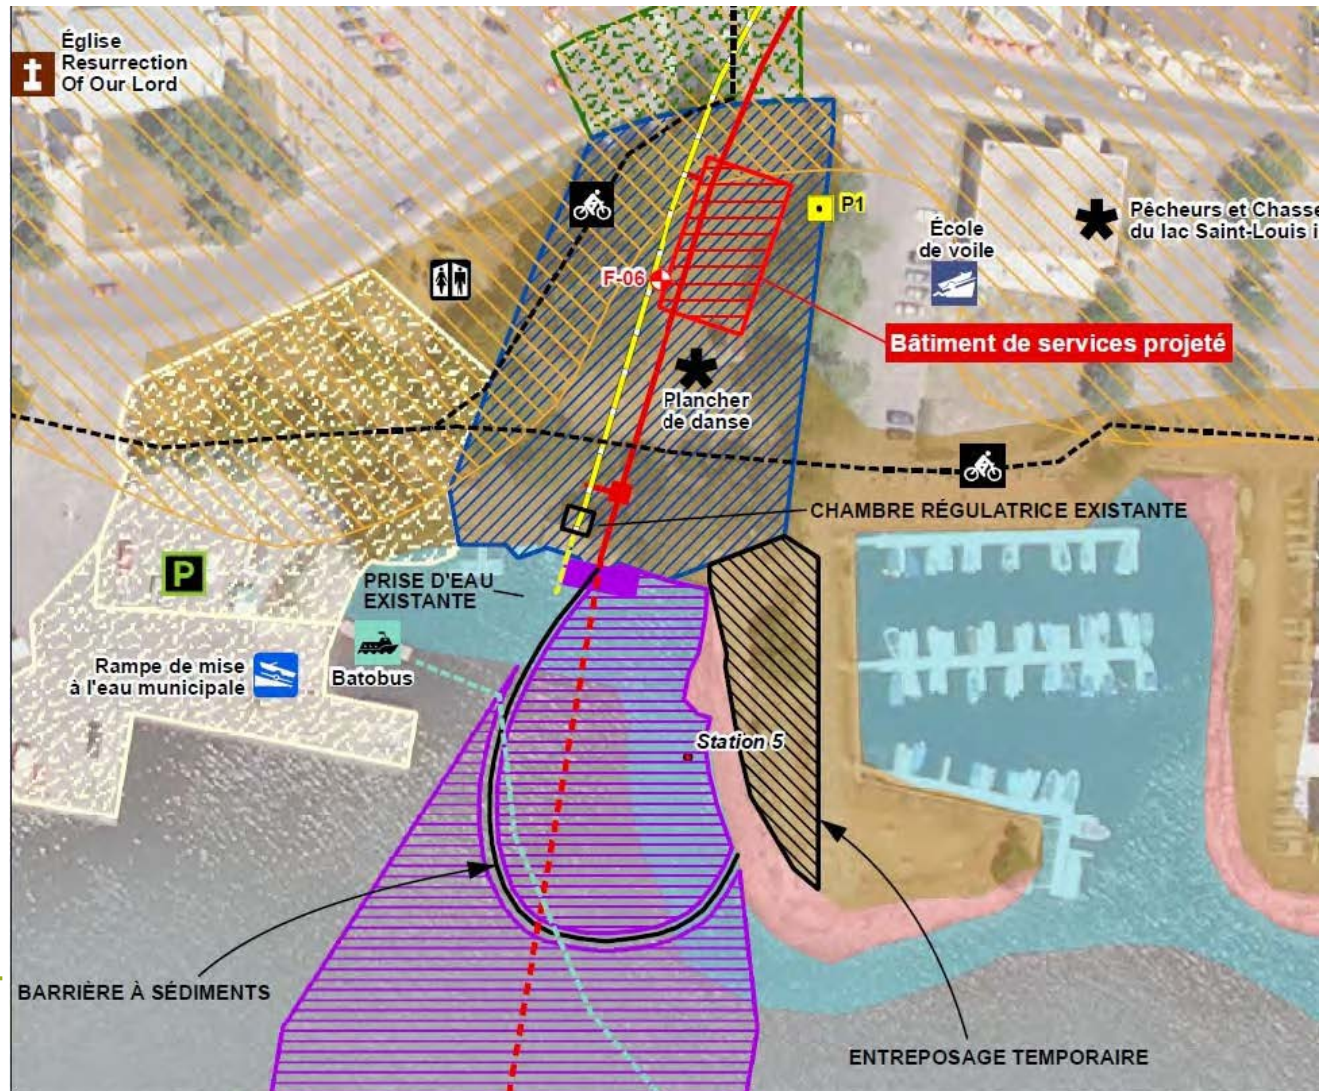 Église
Resurrection
Of Our Lord
P1
École
de voile
Pêcheurs et Chasse
du lac Saint-Louis i
F-06
Bâtiment de services projeté
Plancher
de danse
CHAMBRE RÉGULATRICE EXISTANTE
P
PRISE D'EAU
EXISTANTE
Rampe de mise
à l'eau municipale
Batobus
Station 5
BARRIÈRE À SÉDIMENTS
ENTREPOSAGE TEMPORAIRE